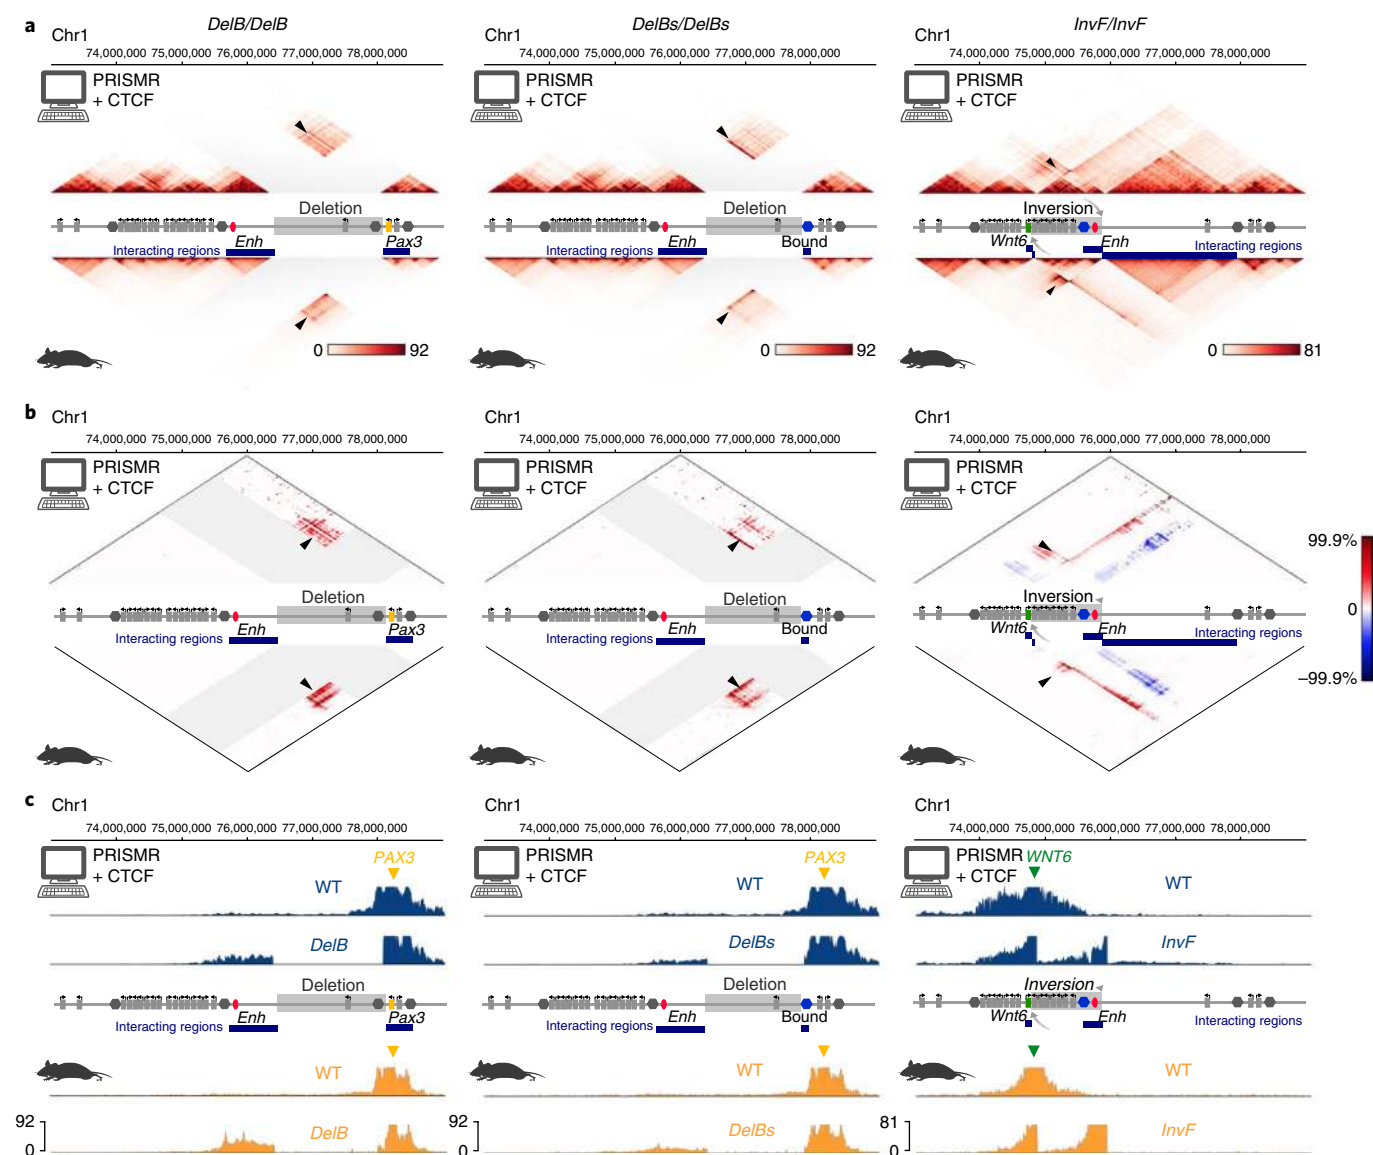 a
DelB/DelB
DelBs/DelBs
InvF/InvF
Chr1
Chr1
Chr1
74,000,000 75,000,000 76,000,000 77,000,000 78,000,000
74,000,000 75,000,000 76,000,000 77,000,000 78,000,000
74,000,000 75,000,000 76,000,000 77,000,000 78,000,000
PRISMR
+ CTCF
PRISMR
+ CTCF
PRISMR
+ CTCF
Deletion
Deletion
Inversion
Interacting regions
Enh
Pax3
Interacting regions
Enh
Bound
Wnt6
Enh
Interacting regions
0 92
0 92
0 81
b
Chr1
Chr1
Chr1
74,000,000 75,000,000 76,000,000 77,000,000 78,000,000
74,000,000 75,000,000 76,000,000 77,000,000 78,000,000
74,000,000 75,000,000 76,000,000 77,000,000 78,000,000
PRISMR
+ CTCF
PRISMR
+ CTCF
PRISMR
+ CTCF
99.9%
0
–99.9%
Deletion
Deletion
Inversion
Interacting regions
Enh
Pax3
Interacting regions
Enh
Bound
Wnt6
Enh
Interacting regions
c
Chr1
Chr1
Chr1
74,000,000 75,000,000 76,000,000 77,000,000 78,000,000
74,000,000 75,000,000 76,000,000 77,000,000 78,000,000
74,000,000 75,000,000 76,000,000 77,000,000 78,000,000
PRISMR
+ CTCF
PAX3
WT
DelB
PRISMR
+ CTCF
PAX3
WT
DelBs
PRISMR
+ CTCF
WNT6
WT
InvF
Deletion
Deletion
Inversion
Interacting regions
Enh
Pax3
Interacting regions
Enh
Bound
Wnt6
Enh
Interacting regions
WT
WT
WT
92
0
DelB
92
0
DelBs
81
0
InvF